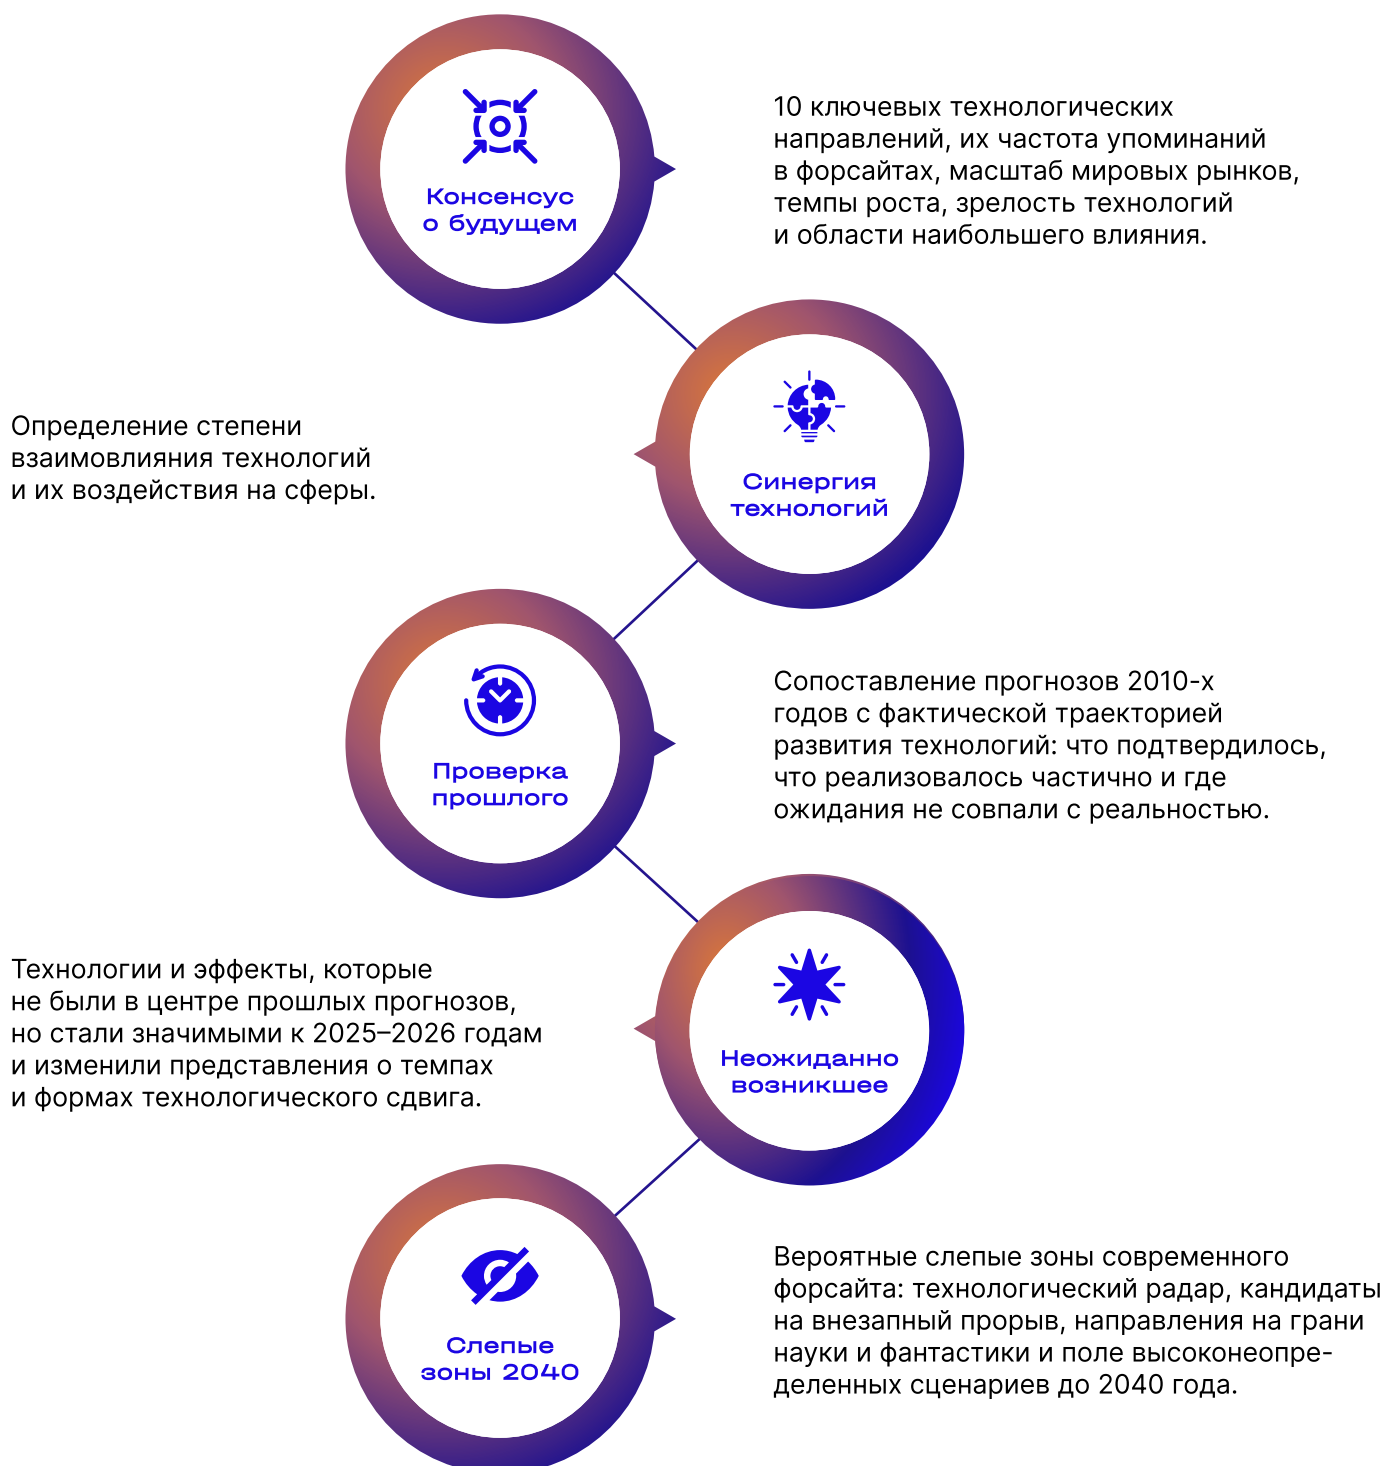 Консенсус
о будущем
10 ключевых технологических
направлений, их частота упоминаний
в форсайтах, масштаб мировых рынков,
темпы роста, зрелость технологий
и области наибольшего влияния.
Синергия
технологий
Определение степени
взаимовлияния технологий
и их воздействия на сферы.
Проверка
прошлого
Сопоставление прогнозов 2010-х
годов с фактической траекторией
развития технологий: что подтвердилось,
что реализовалось частично и где
ожидания не совпали с реальностью.
Неожиданно
возникшее
Технологии и эффекты, которые
не были в центре прошлых прогнозов,
но стали значимыми к 2025–2026 годам
и изменили представления о темпах
и формах технологического сдвига.
Слепые
зоны 2040
Вероятные слепые зоны современного
форсайта: технологический радар, кандидаты
на внезапный прорыв, направления на грани
науки и фантастики и поле высоконеопре-
деленных сценариев до 2040 года.